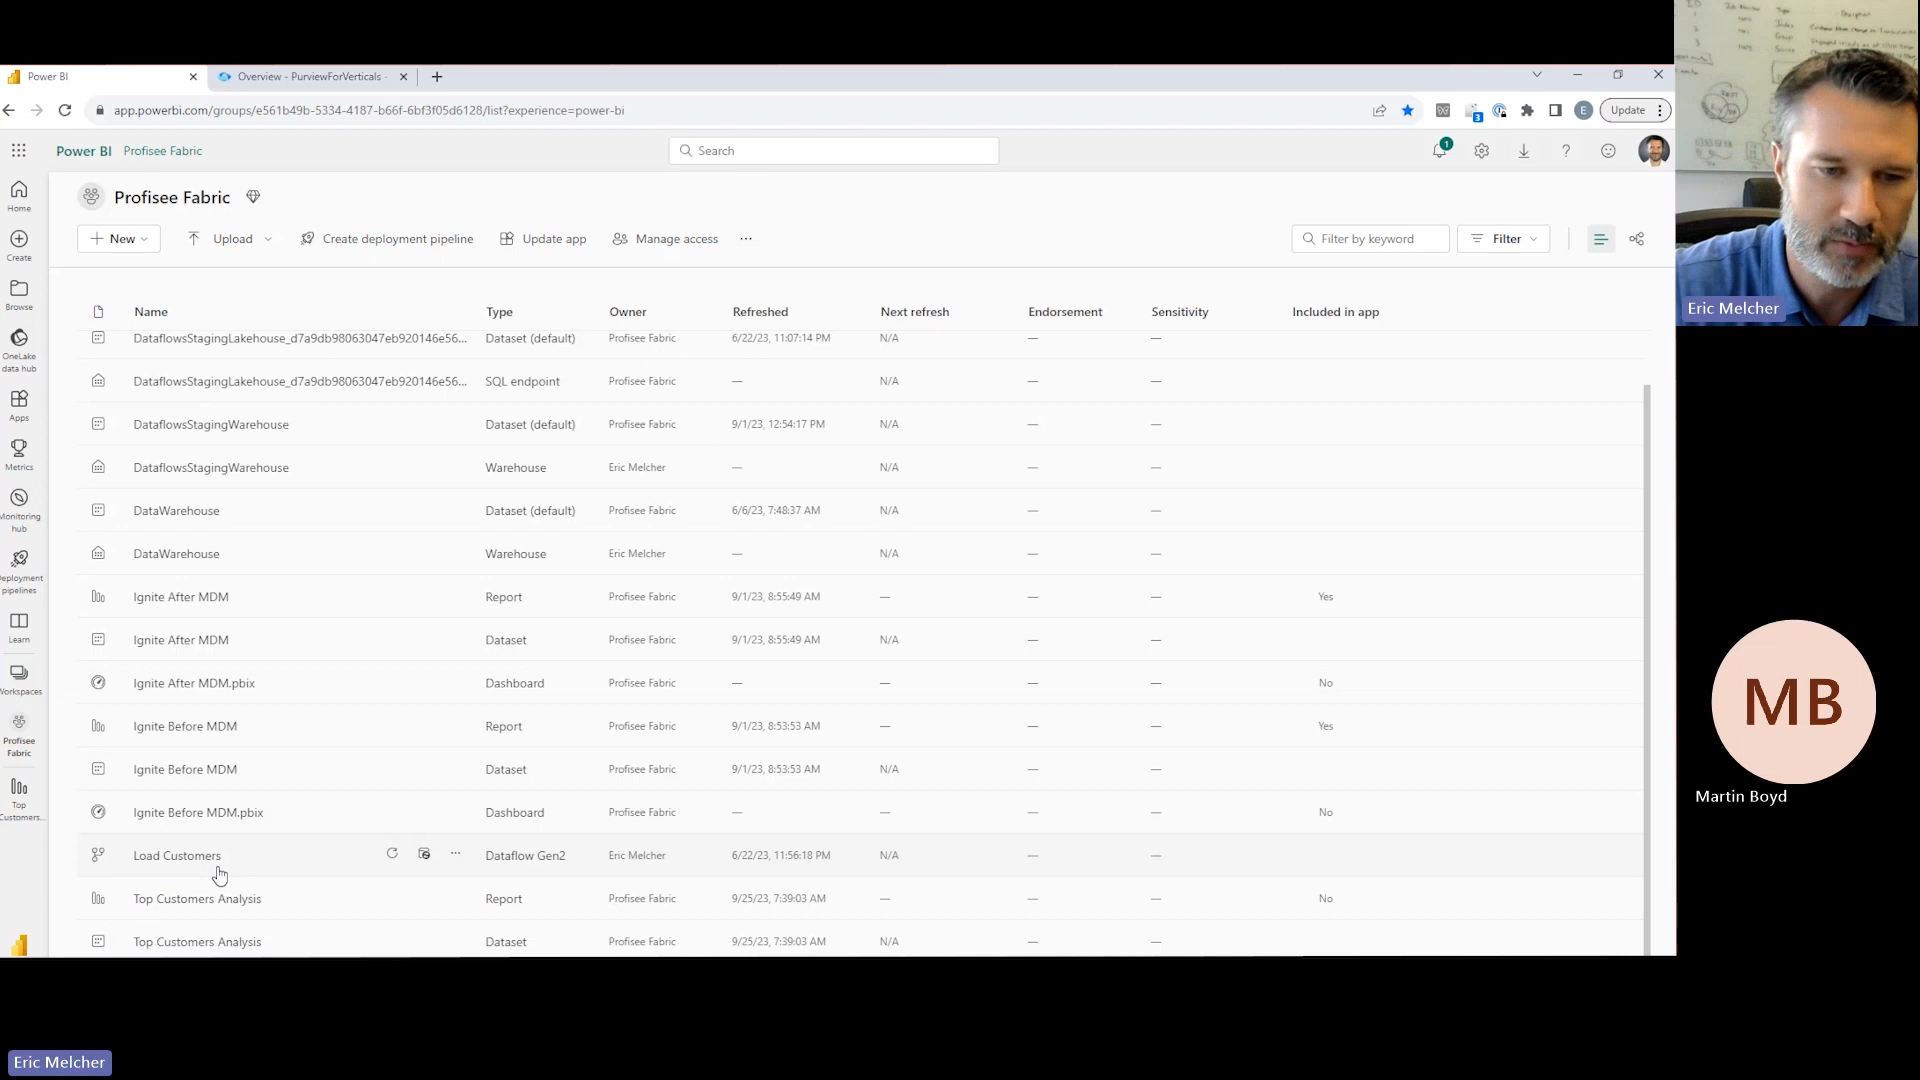 Power BI
Overview - PurviewForVerticals -
app.powerbi.com/groups/e561b49b-5334-4187-b66f-6bf3f05d6128/list?experience=power-bi
3
E
Update
Power BI Profisee Fabric
Search
1
Profisee Fabric
New
Upload
Create deployment pipeline
Update app
Manage access
Filter by keyword
Filter
Home
Create
Browse
OneLake
data hub
Apps
Metrics
Monitoring
hub
eployment
pipelines
Learn
Vorkspaces
Profisee
Fabric
Top
Customers...
Name Type Owner Refreshed Next refresh Endorsement Sensitivity Included in app
DataflowsStagingLakehouse_d7a9db98063047eb920146e56... Dataset (default) Profisee Fabric 6/22/23, 11:07:14 PM N/A — —
DataflowsStagingLakehouse_d7a9db98063047eb920146e56... SQL endpoint Profisee Fabric — N/A — —
DataflowsStagingWarehouse Dataset (default) Profisee Fabric 9/1/23, 12:54:17 PM N/A — —
DataflowsStagingWarehouse Warehouse Eric Melcher — N/A — —
DataWarehouse Dataset (default) Profisee Fabric 6/6/23, 7:48:37 AM N/A — —
DataWarehouse Warehouse Eric Melcher — N/A — —
Ignite After MDM Report Profisee Fabric 9/1/23, 8:55:49 AM — — — Yes
Ignite After MDM Dataset Profisee Fabric 9/1/23, 8:55:49 AM N/A — —
Ignite After MDM.pbix Dashboard Profisee Fabric — — — — No
Ignite Before MDM Report Profisee Fabric 9/1/23, 8:53:53 AM — — — Yes
Ignite Before MDM Dataset Profisee Fabric 9/1/23, 8:53:53 AM N/A — —
Ignite Before MDM.pbix Dashboard Profisee Fabric — — — — No
Load Customers Dataflow Gen2 Eric Melcher 6/22/23, 11:56:18 PM N/A — —
Top Customers Analysis Report Profisee Fabric 9/25/23, 7:39:03 AM — — — No
Top Customers Analysis Dataset Profisee Fabric 9/25/23, 7:39:03 AM N/A — —
Eric Melcher
MB
Martin Boyd
Eric Melcher